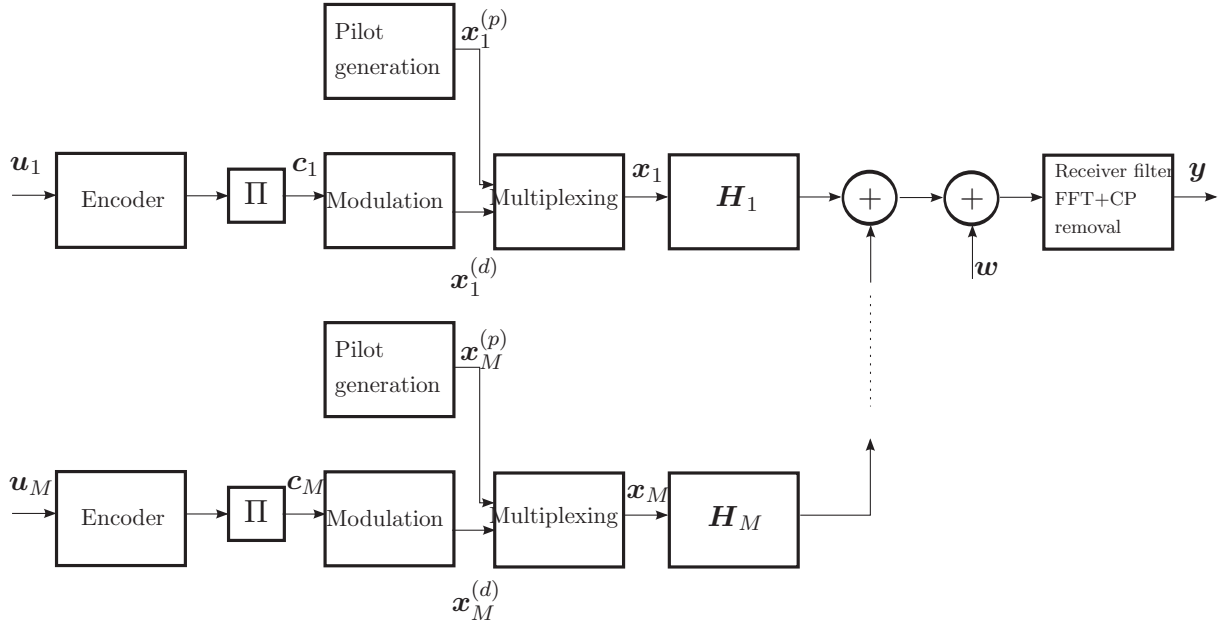 Pilot
generation
x_1^{(p)}
u_1
Encoder
Π
c_1
Modulation
Multiplexing
x_1
H_1
+
+
Receiver filter
FFT+CP
removal
y
x_1^{(d)}
w
Pilot
generation
x_M^{(p)}
u_M
Encoder
Π
c_M
Modulation
Multiplexing
x_M
H_M
x_M^{(d)}